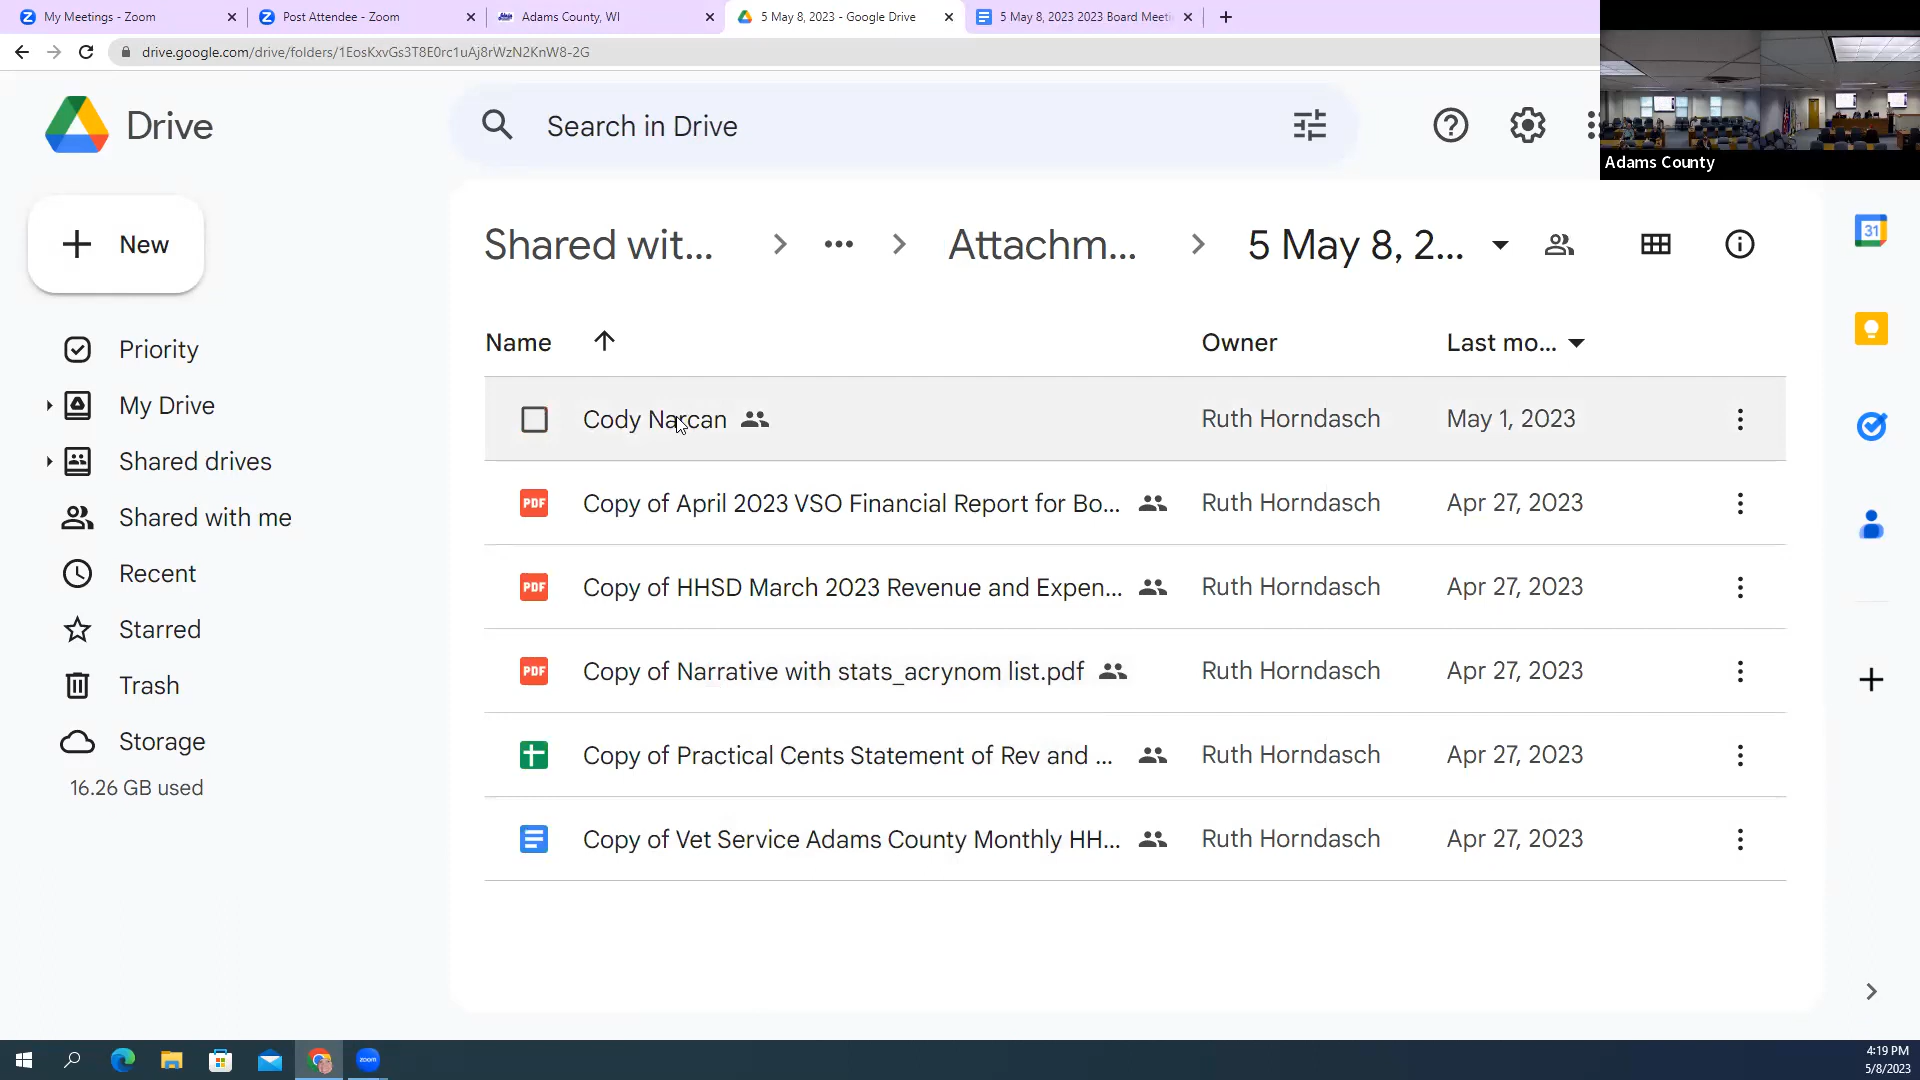 My Meetings - Zoom
Post Attendee - Zoom
Adams County, WI
5 May 8, 2023 - Google Drive
5 May 8, 2023 2023 Board Meeti
drive.google.com/drive/folders/1EosKxvGs3T8E0rc1uAj8rWzN2KnW8-2G
Drive
Search in Drive
Adams County
New
Shared wit...
Attachm...
5 May 8, 2...
31
Priority
My Drive
Shared drives
Shared with me
Recent
Starred
Trash
Storage
16.26 GB used
Name Owner Last mo...
Cody Narcan Ruth Horndasch May 1, 2023
PDF Copy of April 2023 VSO Financial Report for Bo... Ruth Horndasch Apr 27, 2023
PDF Copy of HHSD March 2023 Revenue and Expen... Ruth Horndasch Apr 27, 2023
PDF Copy of Narrative with stats_acrynom list.pdf Ruth Horndasch Apr 27, 2023
Copy of Practical Cents Statement of Rev and ... Ruth Horndasch Apr 27, 2023
Copy of Vet Service Adams County Monthly HH... Ruth Horndasch Apr 27, 2023
zoom
4:19 PM
5/8/2023